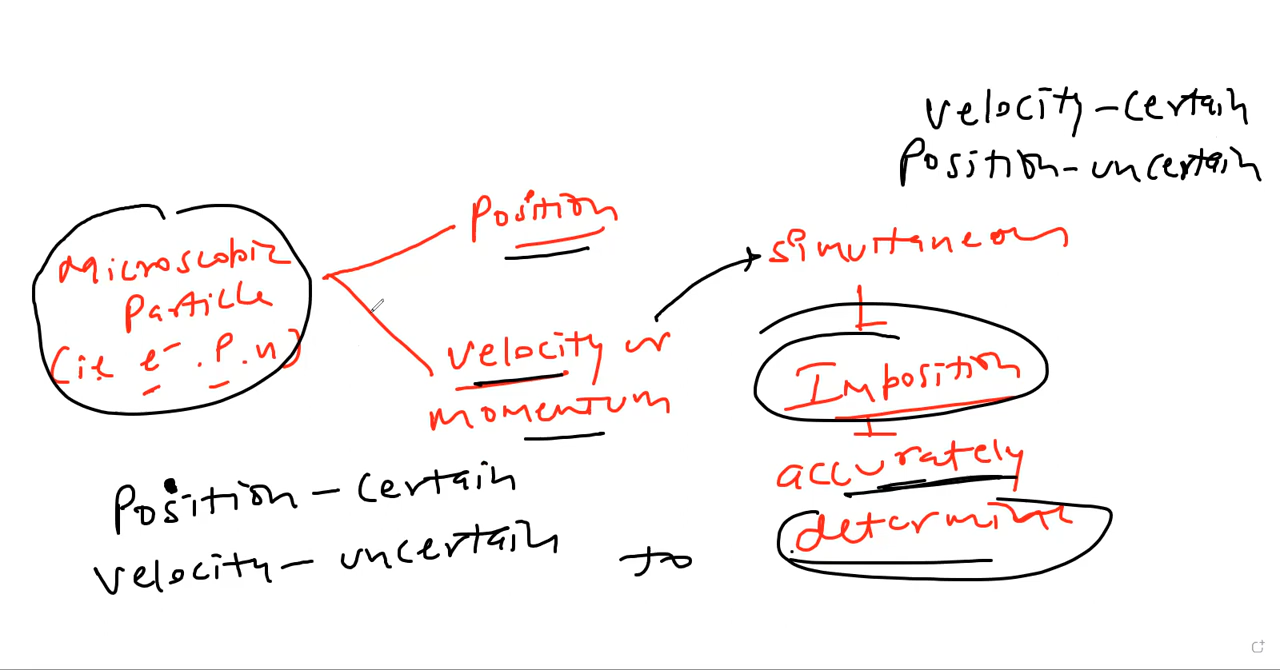 velocity-certain
Position-uncertain
Position
simultaneous
Microscopic
Particle
(i.e e⁻. P. n)
velocity or
momentum
Imposition
accurately
determine
Position - certain
velocity - uncertain
to